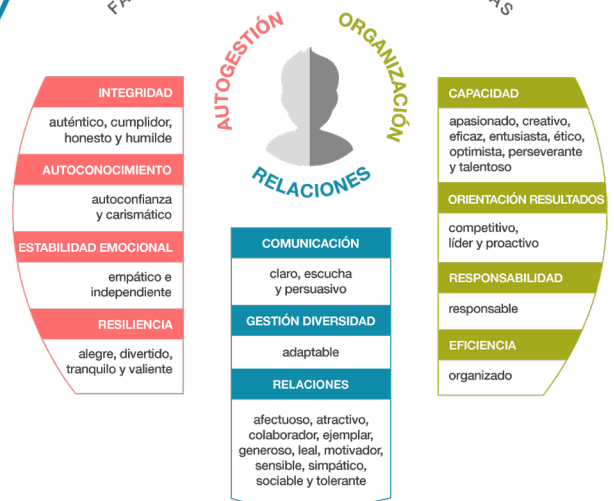 AUTOGESTIÓN
ORGANIZACIÓN
RELACIONES
INTEGRIDAD
auténtico, cumplidor,
honesto y humilde
AUTOCONOCIMIENTO
autoconfianza
y carismático
ESTABILIDAD EMOCIONAL
empático e
independiente
RESILIENCIA
alegre, divertido,
tranquilo y valiente
COMUNICACIÓN
claro, escucha
y persuasivo
GESTIÓN DIVERSIDAD
adaptable
RELACIONES
afectuoso, atractivo,
colaborador, ejemplar,
generoso, leal, motivador,
sensible, simpático,
sociable y tolerante
CAPACIDAD
apasionado, creativo,
eficaz, entusiasta, ético,
optimista, perseverante
y talentoso
ORIENTACIÓN RESULTADOS
competitivo,
líder y proactivo
RESPONSABILIDAD
responsable
EFICIENCIA
organizado